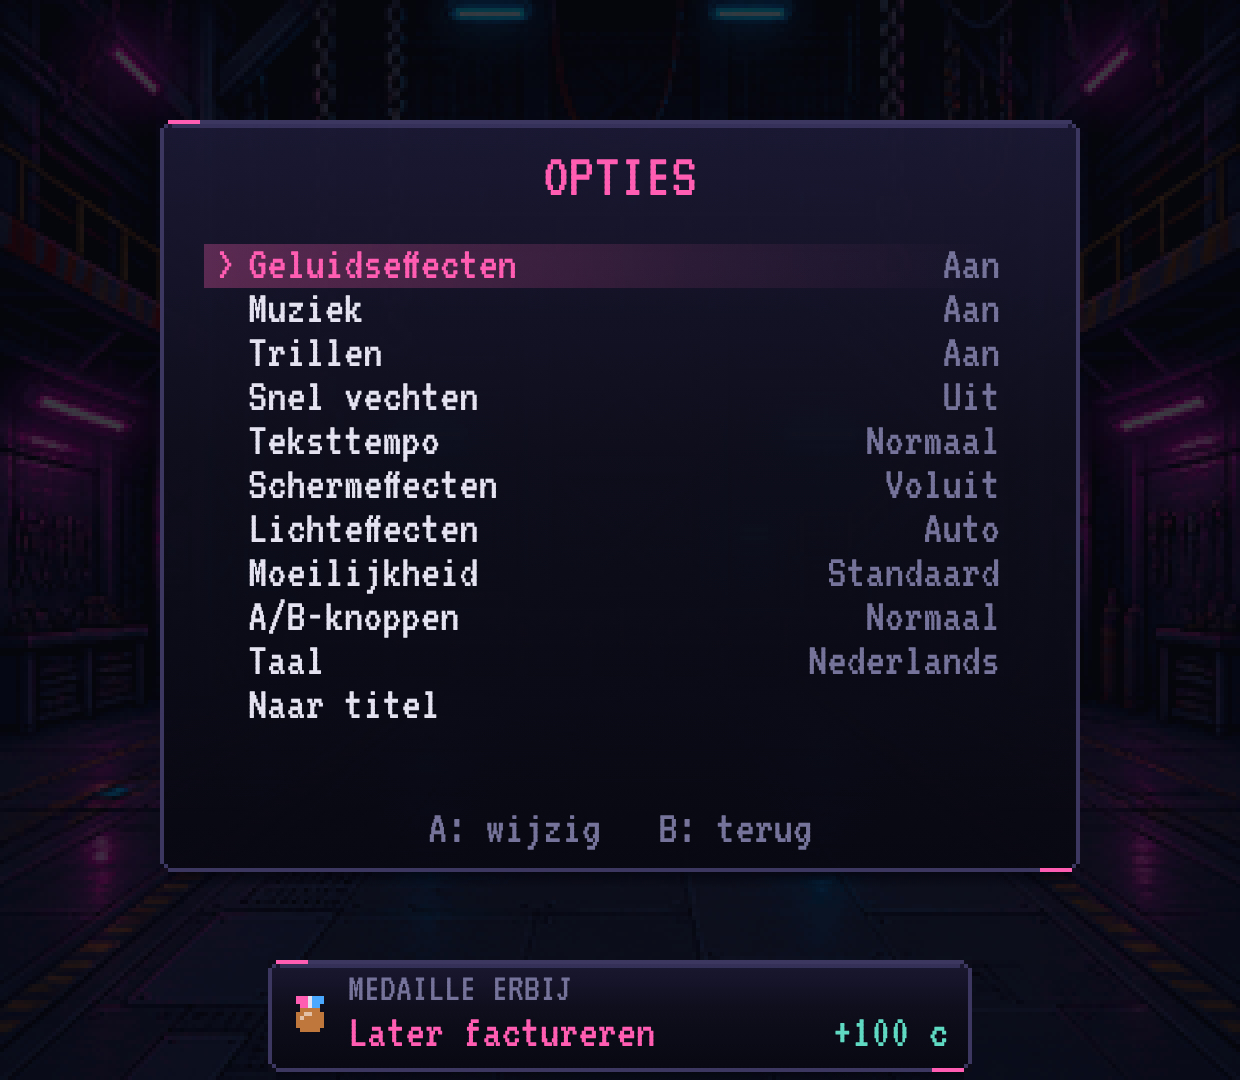 OPTIES
> Geluidseffecten Aan
Muziek Aan
Trillen Aan
Snel vechten Uit
Teksttempo Normaal
Schermeffecten Voluit
Lichteffecten Auto
Moeilijkheid Standaard
A/B-knoppen Normaal
Taal Nederlands
Naar titel
A: wijzig B: terug
MEDAILLE ERBIJ
Later factureren +100 c